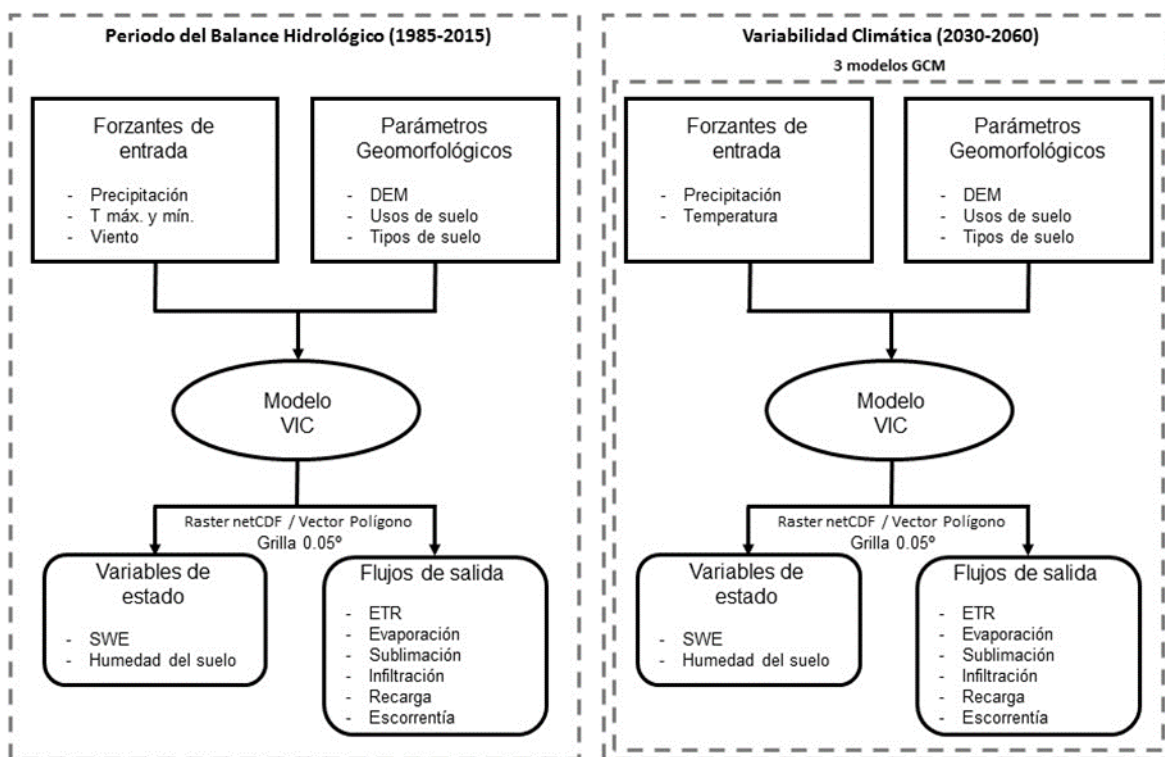 Periodo del Balance Hidrológico (1985-2015)
Forzantes de
entrada
- Precipitación
- T máx. y mín.
- Viento
Parámetros
Geomorfológicos
- DEM
- Usos de suelo
- Tipos de suelo
Modelo
VIC
Raster netCDF / Vector Polígono
Grilla 0.05º
Variables de
estado
- SWE
- Humedad del suelo
Flujos de salida
- ETR
- Evaporación
- Sublimación
- Infiltración
- Recarga
- Escorrentía
Variabilidad Climática (2030-2060)
3 modelos GCM
Forzantes de
entrada
- Precipitación
- Temperatura
Parámetros
Geomorfológicos
- DEM
- Usos de suelo
- Tipos de suelo
Modelo
VIC
Raster netCDF / Vector Polígono
Grilla 0.05º
Variables de
estado
- SWE
- Humedad del suelo
Flujos de salida
- ETR
- Evaporación
- Sublimación
- Infiltración
- Recarga
- Escorrentía